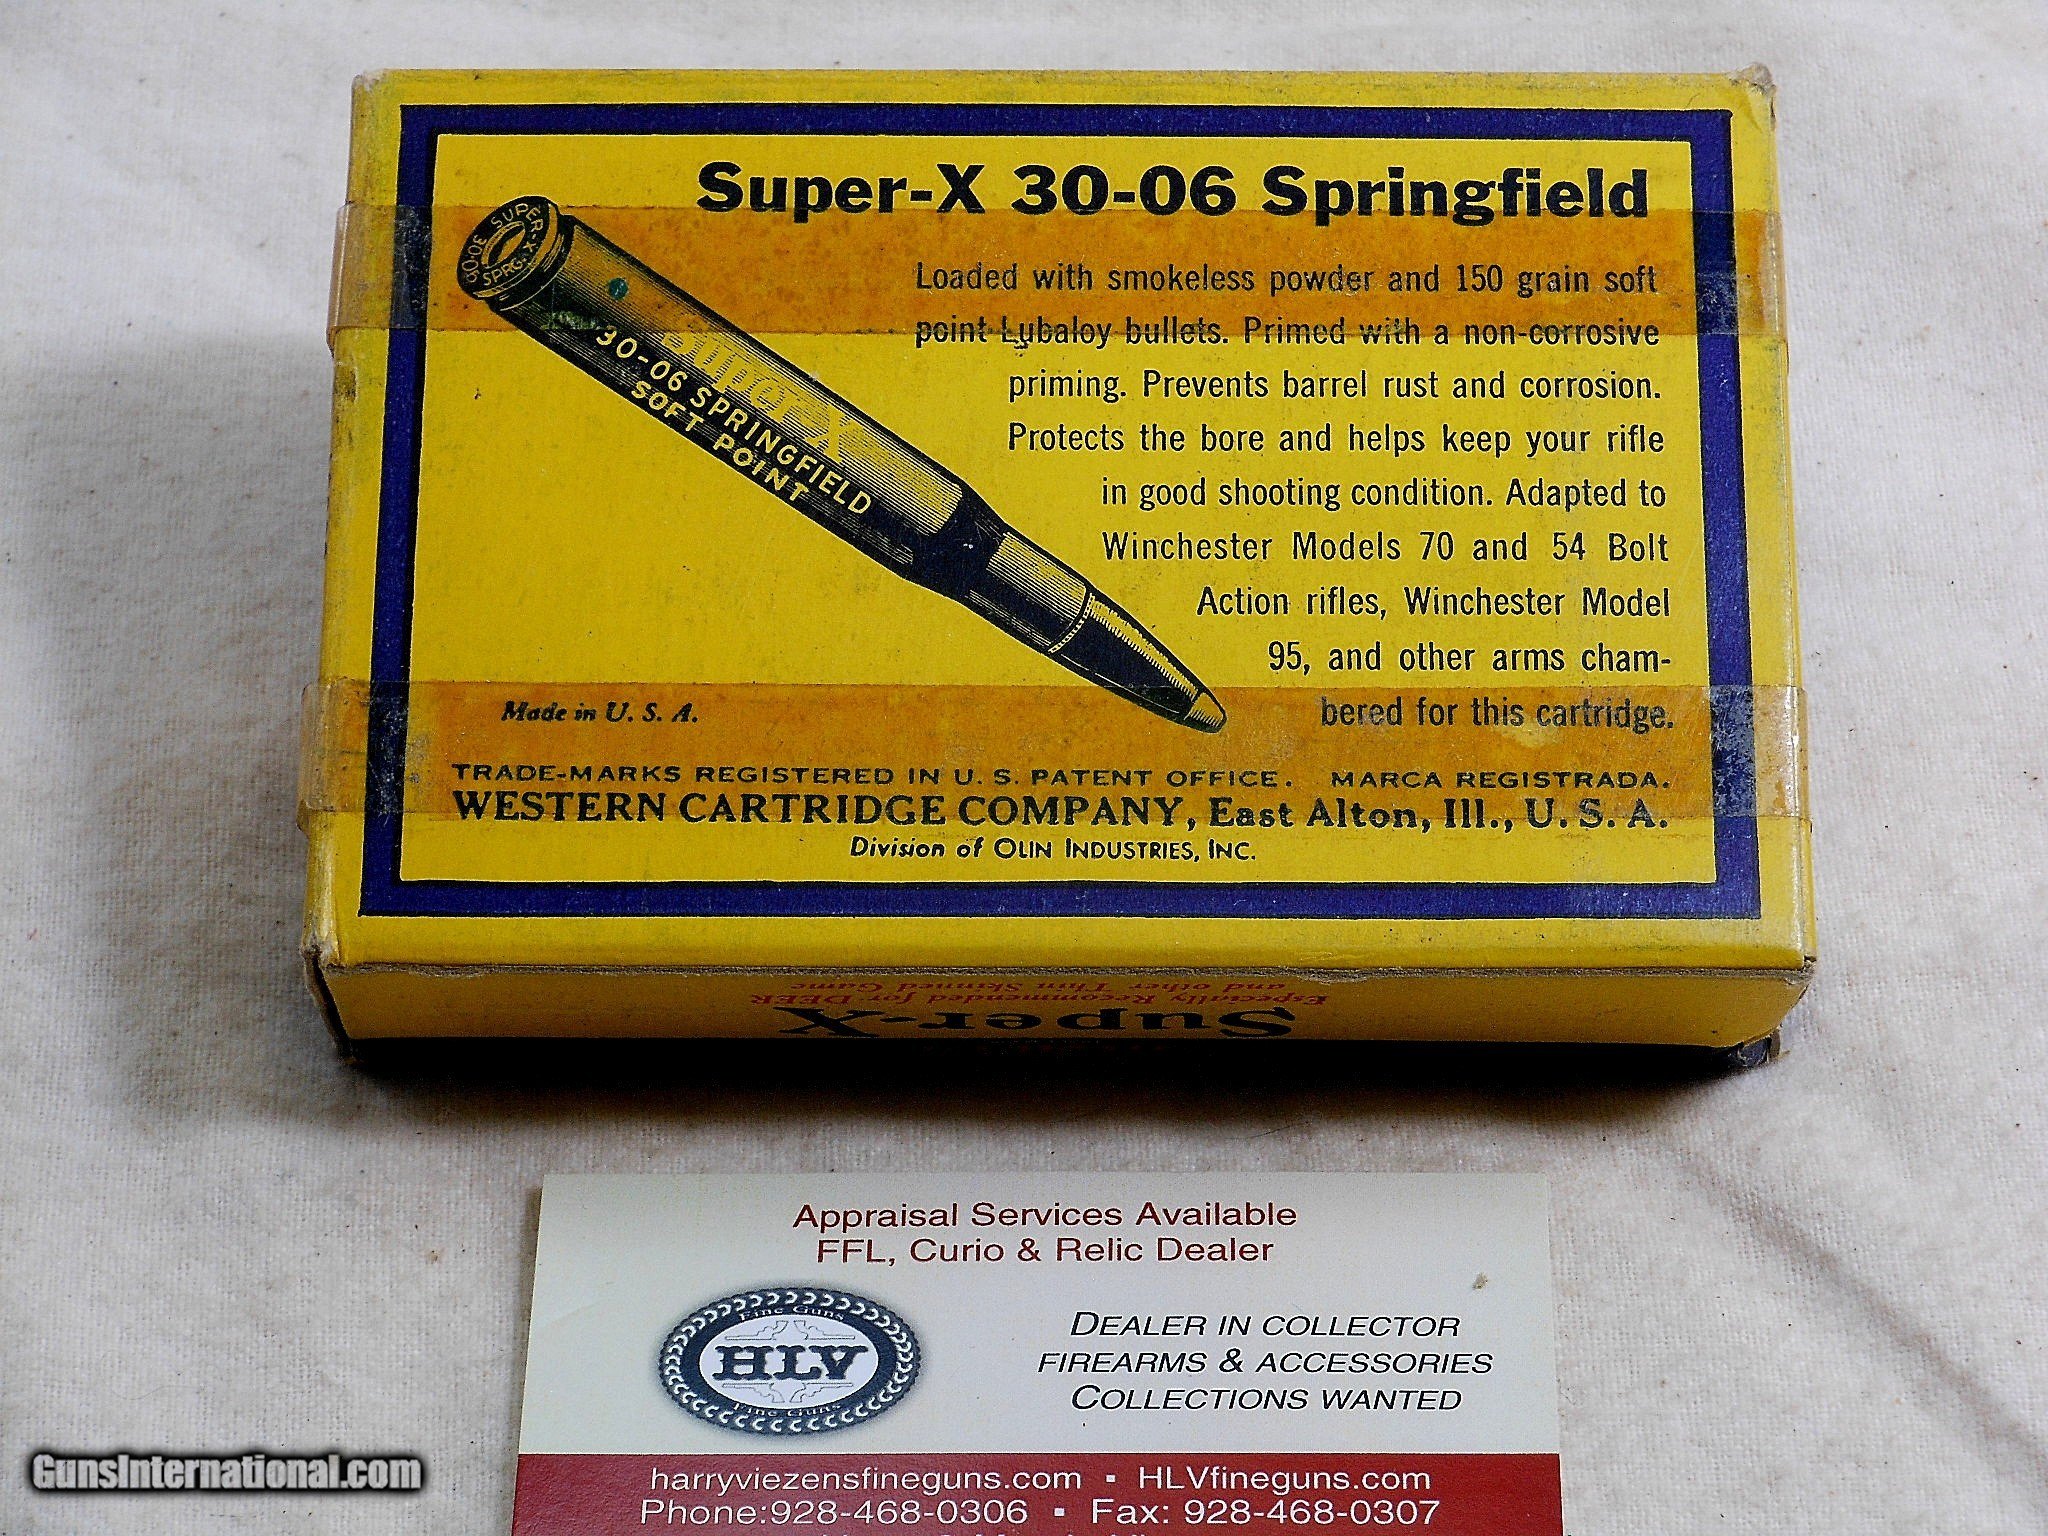 Super-X 30-06 Springfield
30-06 SUPER-X SPRG.
Super-X
30-06 SPRINGFIELD
SOFT POINT
Loaded with smokeless powder and 150 grain soft
point Lubaloy bullets. Primed with a non-corrosive
priming. Prevents barrel rust and corrosion.
Protects the bore and helps keep your rifle
in good shooting condition. Adapted to
Winchester Models 70 and 54 Bolt
Action rifles, Winchester Model
95, and other arms cham-
bered for this cartridge.
Made in U. S. A.
TRADE-MARKS REGISTERED IN U. S. PATENT OFFICE. MARCA REGISTRADA.
WESTERN CARTRIDGE COMPANY, East Alton, Ill., U. S. A.
Division of OLIN INDUSTRIES, INC.
Super-X
Especially Recommended for DEER
and other Thin Skinned Game
Appraisal Services Available
FFL, Curio & Relic Dealer
Fine Guns
HLV
Fine Guns
DEALER IN COLLECTOR
FIREARMS & ACCESSORIES
COLLECTIONS WANTED
harryviezensfineguns.com ▪ HLVfineguns.com
Phone:928-468-0306 ▪ Fax: 928-468-0307
GunsInternational.com